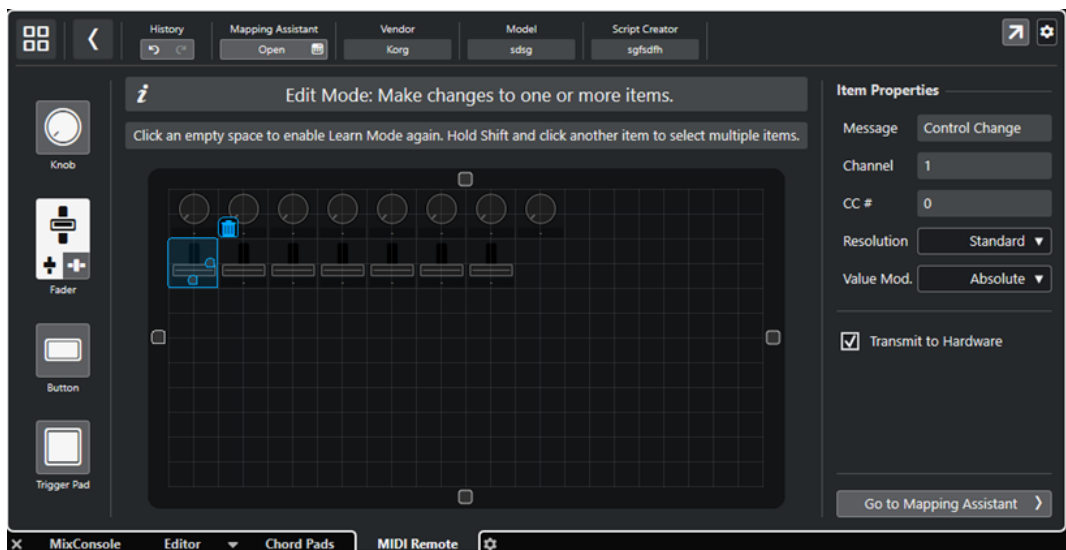 History
Mapping Assistant
Vendor
Model
Script Creator
Open
Korg
sdsg
sgfsdfh
i
Edit Mode: Make changes to one or more items.
Click an empty space to enable Learn Mode again. Hold Shift and click another item to select multiple items.
Knob
Fader
Button
Trigger Pad
Item Properties
Message Control Change
Channel 1
CC # 0
Resolution Standard
Value Mod. Absolute
Transmit to Hardware
Go to Mapping Assistant
MixConsole Editor Chord Pads MIDI Remote